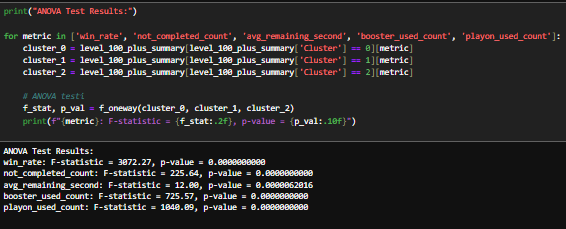 print("ANOVA Test Results:")
for metric in ['win_rate', 'not_completed_count', 'avg_remaining_second', 'booster_used_count', 'playon_used_count']:
    cluster_0 = level_100_plus_summary[level_100_plus_summary['Cluster'] == 0][metric]
    cluster_1 = level_100_plus_summary[level_100_plus_summary['Cluster'] == 1][metric]
    cluster_2 = level_100_plus_summary[level_100_plus_summary['Cluster'] == 2][metric]
    # ANOVA testi
    f_stat, p_val = f_oneway(cluster_0, cluster_1, cluster_2)
    print(f"{metric}: F-statistic = {f_stat:.2f}, p-value = {p_val:.10f}")
ANOVA Test Results:
win_rate: F-statistic = 3072.27, p-value = 0.0000000000
not_completed_count: F-statistic = 225.64, p-value = 0.0000000000
avg_remaining_second: F-statistic = 12.00, p-value = 0.0000062016
booster_used_count: F-statistic = 725.57, p-value = 0.0000000000
playon_used_count: F-statistic = 1040.09, p-value = 0.0000000000